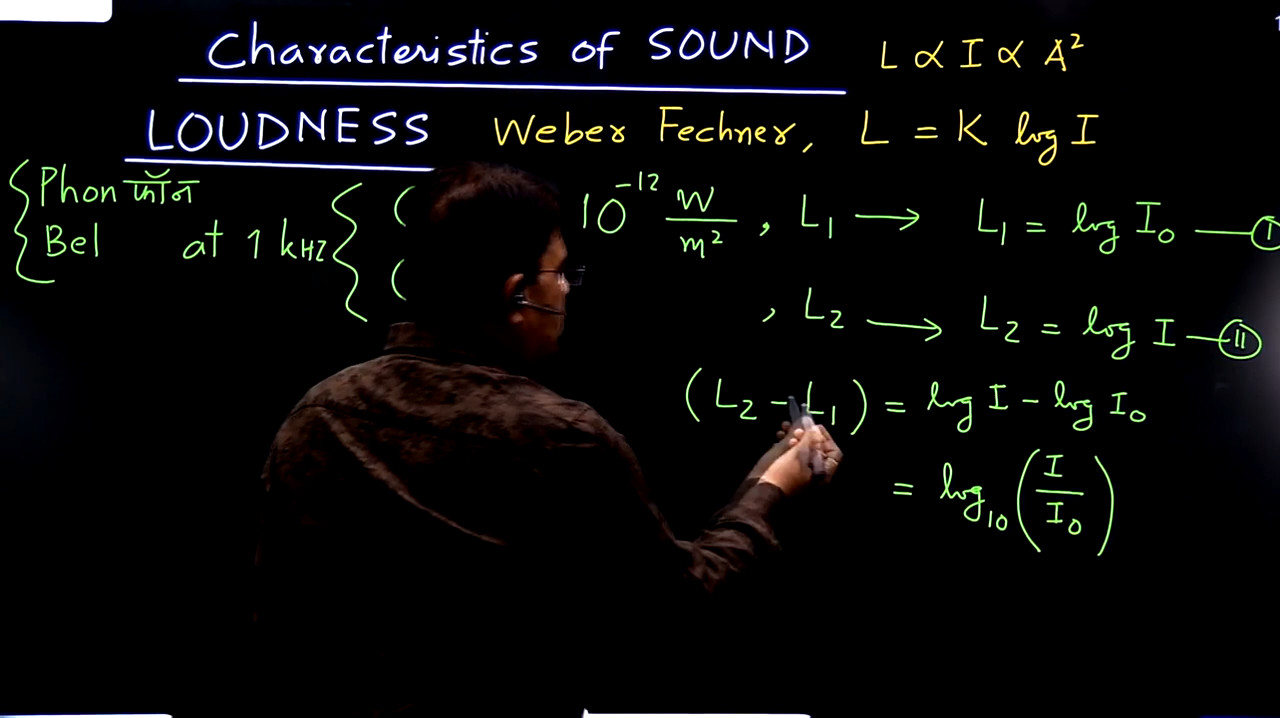 Characteristics of SOUND L ∝ I ∝ A²
LOUDNESS Weber Fechner, L = K log I
Phon फॉन
Bel at 1 kHz
( 10⁻¹² W/m² , L₁ → L₁ = log I₀ — Ⅰ
( , L₂ → L₂ = log I — Ⅱ
(L₂ - L₁) = log I - log I₀
= log₁₀ (I/I₀)